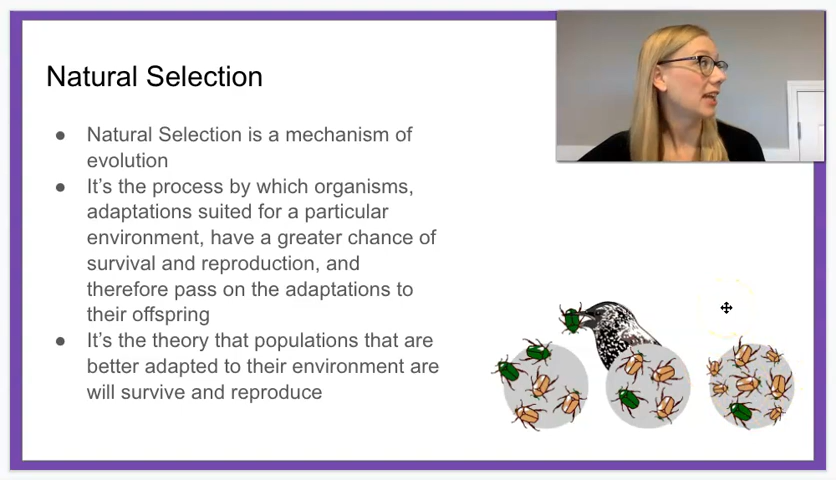 Natural Selection
● Natural Selection is a mechanism of
evolution
● It's the process by which organisms,
adaptations suited for a particular
environment, have a greater chance of
survival and reproduction, and
therefore pass on the adaptations to
their offspring
● It's the theory that populations that are
better adapted to their environment are
will survive and reproduce